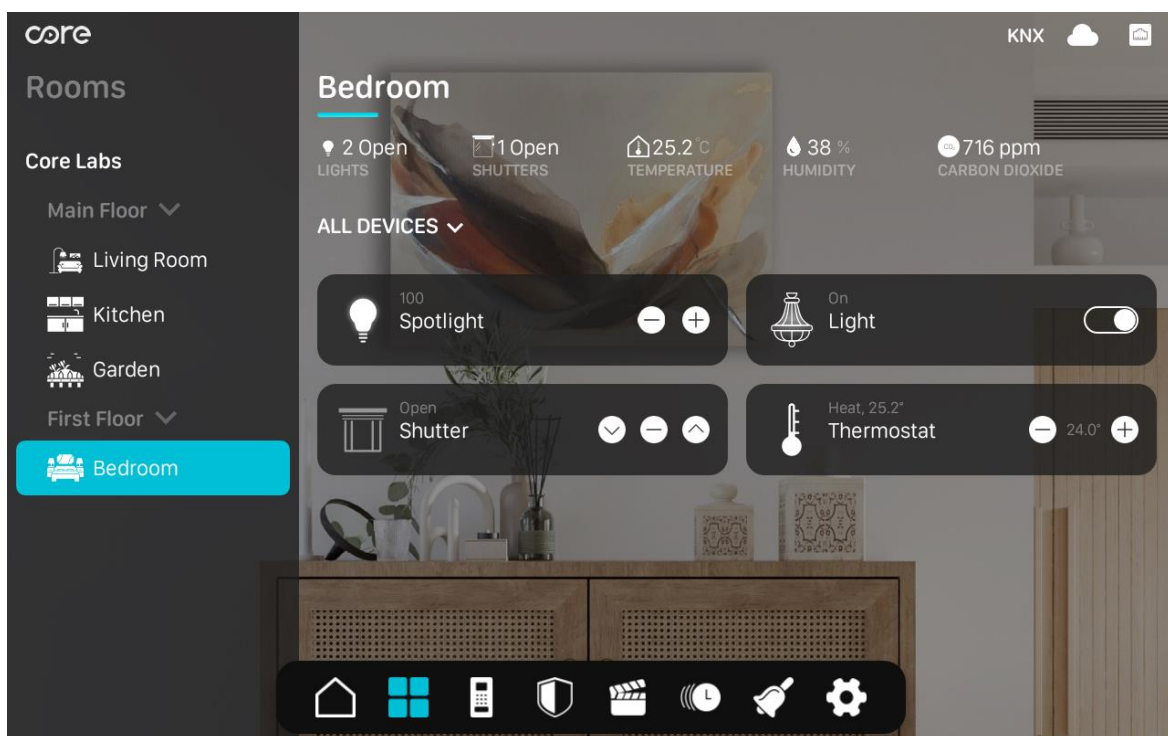 core
KNX
Rooms
Bedroom
2 Open
LIGHTS
1 Open
SHUTTERS
25.2°C
TEMPERATURE
38 %
HUMIDITY
CO₂ 716 ppm
CARBON DIOXIDE
Core Labs
Main Floor
Living Room
Kitchen
Garden
First Floor
Bedroom
ALL DEVICES
100
Spotlight
On
Light
Open
Shutter
Heat, 25.2°
Thermostat
24.0°